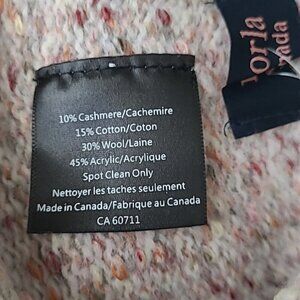 10% Cashmere/Cachemire
15% Cotton/Coton
30% Wool/Laine
45% Acrylic/Acrylique
Spot Clean Only
Nettoyer les taches seulement
Made in Canada/Fabrique au Canada
CA 60711